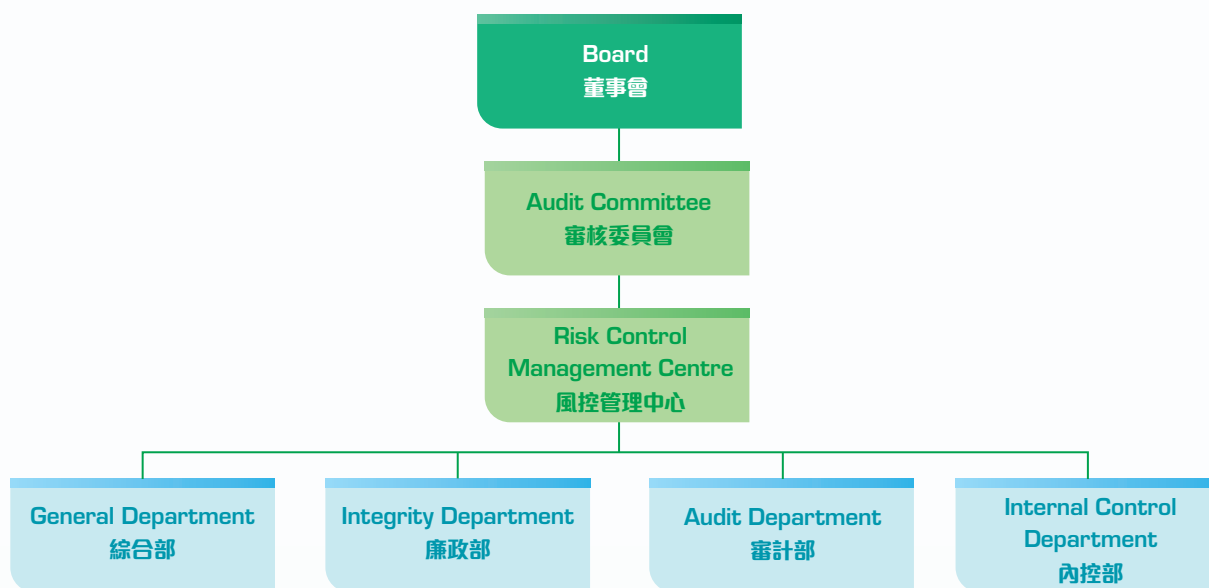 Board
董事會
Audit Committee
審核委員會
Risk Control
Management Centre
風控管理中心
General Department
綜合部
Integrity Department
廉政部
Audit Department
審計部
Internal Control
Department
內控部